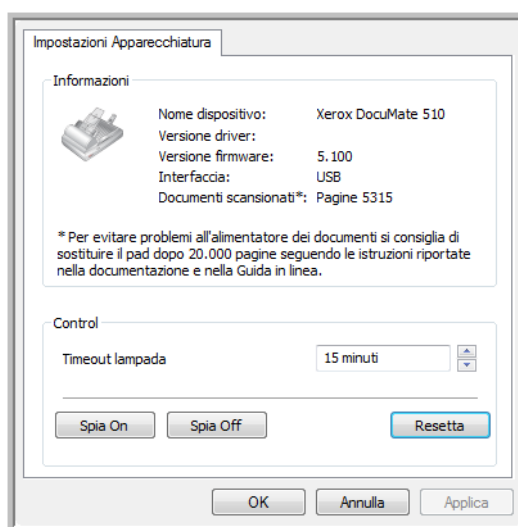 Impostazioni Apparecchiatura
Informazioni
Nome dispositivo: Xerox DocuMate 510
Versione driver:
Versione firmware: 5.100
Interfaccia: USB
Documenti scansionati*: Pagine 5315
* Per evitare problemi all'alimentatore dei documenti si consiglia di
sostituire il pad dopo 20.000 pagine seguendo le istruzioni riportate
nella documentazione e nella Guida in linea.
Control
Timeout lampada 15 minuti
Spia On Spia Off Resetta
OK Annulla Applica